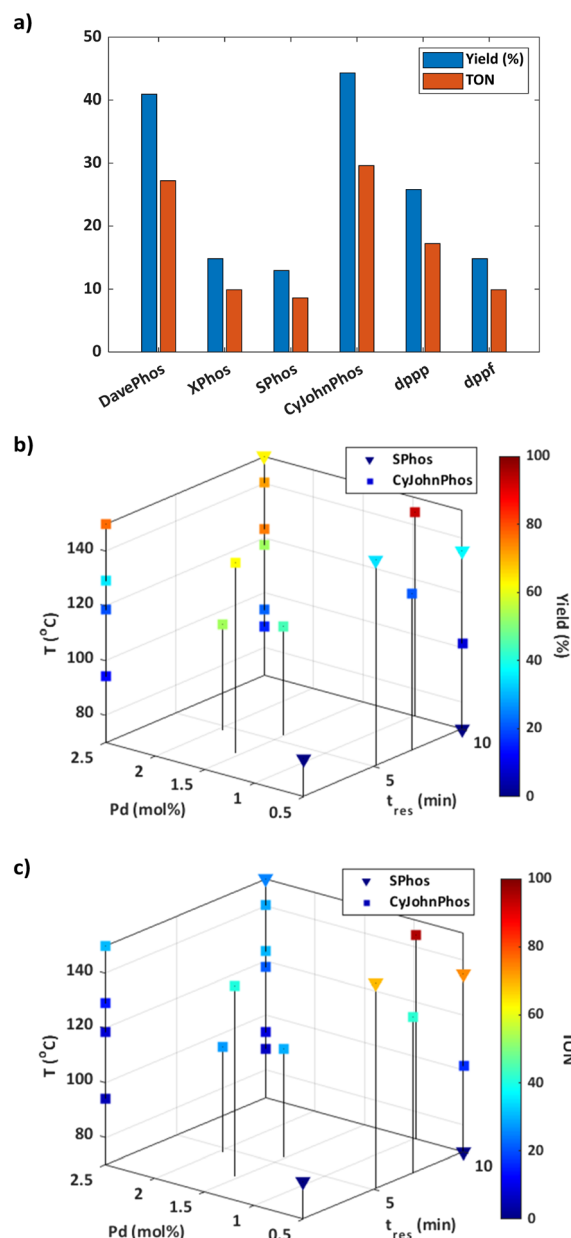 a)
50
40
30
20
10
0
Yield (%)
TON
DavePhos
XPhos
SPhos
CyJohnPhos
dppp
dppf
b)
SPhos
CyJohnPhos
140
120
100
80
T (°C)
2.5
2
1.5
1
0.5
Pd (mol%)
5
10
t_res (min)
100
80
60
40
20
0
Yield (%)
c)
SPhos
CyJohnPhos
140
120
100
80
T (°C)
2.5
2
1.5
1
0.5
Pd (mol%)
5
10
t_res (min)
100
80
60
40
20
0
TON